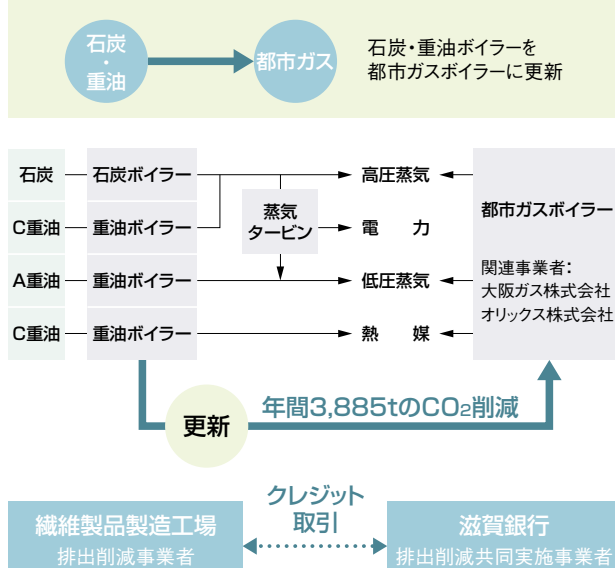 石炭
・
重油
都市ガス
石炭・重油ボイラーを
都市ガスボイラーに更新
石炭
石炭ボイラー
高圧蒸気
C重油
重油ボイラー
蒸気
タービン
電　力
A重油
重油ボイラー
低圧蒸気
C重油
重油ボイラー
熱　媒
都市ガスボイラー
関連事業者：
大阪ガス株式会社
オリックス株式会社
更新
年間3,885tのCO₂削減
繊維製品製造工場
排出削減事業者
クレジット
取引
滋賀銀行
排出削減共同実施事業者